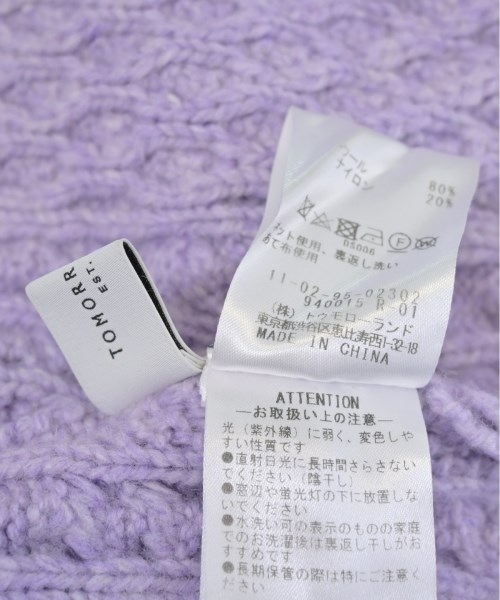 TOMORR
EST.
ール
ナイロン
80%
20%
DS006
ネット使用、裏返し洗い
あて布使用
11-02-95-02302
940015 R-01
(株) トゥモローランド
東京都渋谷区恵比寿西1-32-18
MADE IN CHINA
ATTENTION
―お取扱い上の注意―
光(紫外線)に弱く、変色しや
すい性質です
●直射日光に長時間さらさない
でください(陰干し)
●窓辺や蛍光灯の下に放置しな
いでください
●水洗い可の表示のものの家庭
でのお洗濯後は裏返し干しがお
すすめです
●長期保管の際は特にご注意く
ださい